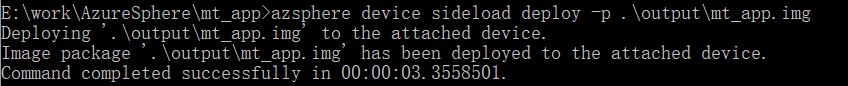 E:\work\AzureSphere\mt_app>azsphere device sideload deploy -p .\output\mt_app.img
Deploying '.\output\mt_app.img' to the attached device.
Image package '.\output\mt_app.img' has been deployed to the attached device.
Command completed successfully in 00:00:03.3558501.